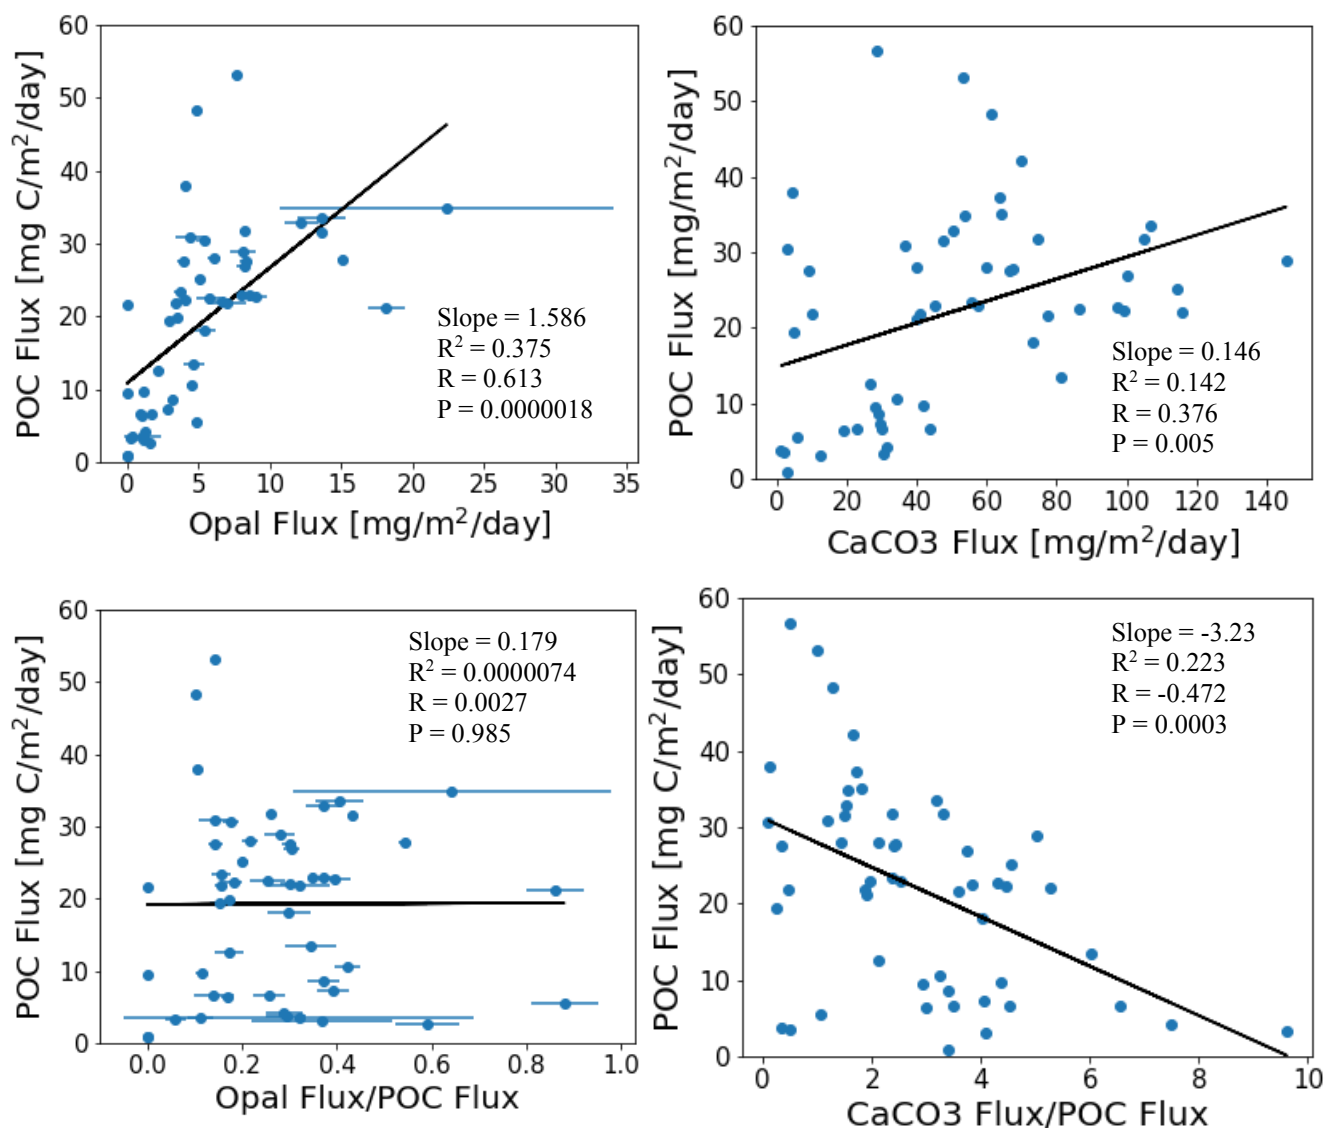 60
50
40
30
20
10
0
POC Flux [mg C/m²/day]
Slope = 1.586
R² = 0.375
R = 0.613
P = 0.0000018
0 5 10 15 20 25 30 35
Opal Flux [mg/m²/day]
60
50
40
30
20
10
0
POC Flux [mg/m²/day]
Slope = 0.146
R² = 0.142
R = 0.376
P = 0.005
0 20 40 60 80 100 120 140
CaCO3 Flux [mg/m²/day]
60
50
40
30
20
10
0
POC Flux [mg C/m²/day]
Slope = 0.179
R² = 0.0000074
R = 0.0027
P = 0.985
0.0 0.2 0.4 0.6 0.8 1.0
Opal Flux/POC Flux
60
50
40
30
20
10
0
POC Flux [mg C/m²/day]
Slope = -3.23
R² = 0.223
R = -0.472
P = 0.0003
0 2 4 6 8 10
CaCO3 Flux/POC Flux